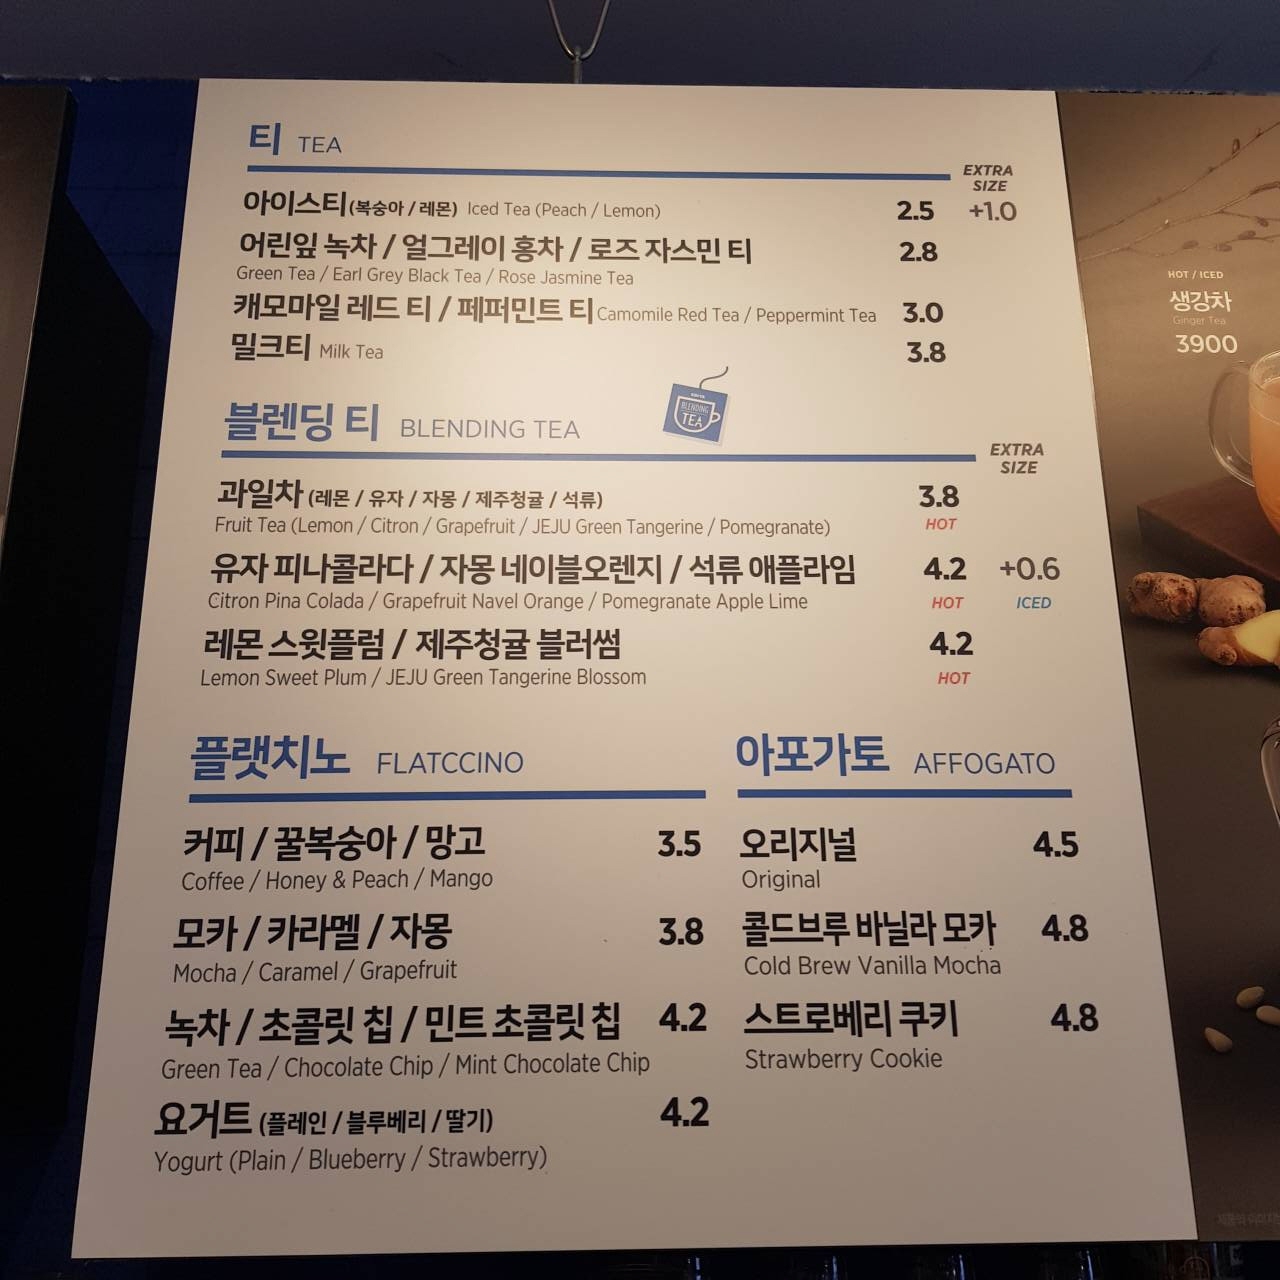 티 TEA
EXTRA
SIZE
아이스티(복숭아 / 레몬) Iced Tea (Peach / Lemon) 2.5 +1.0
어린잎 녹차 / 얼그레이 홍차 / 로즈 자스민 티 2.8
Green Tea / Earl Grey Black Tea / Rose Jasmine Tea
캐모마일 레드 티 / 페퍼민트 티 Camomile Red Tea / Peppermint Tea 3.0
밀크티 Milk Tea 3.8
블렌딩 티 BLENDING TEA
BLENDING
TEA
EXTRA
SIZE
과일차 (레몬 / 유자 / 자몽 / 제주청귤 / 석류) 3.8
Fruit Tea (Lemon / Citron / Grapefruit / JEJU Green Tangerine / Pomegranate) HOT
유자 피나콜라다 / 자몽 네이블오렌지 / 석류 애플라임 4.2 +0.6
Citron Pina Colada / Grapefruit Navel Orange / Pomegranate Apple Lime HOT ICED
레몬 스윗플럼 / 제주청귤 블러썸 4.2
Lemon Sweet Plum / JEJU Green Tangerine Blossom HOT
플랫치노 FLATCCINO
커피 / 꿀복숭아 / 망고 3.5
Coffee / Honey & Peach / Mango
모카 / 카라멜 / 자몽 3.8
Mocha / Caramel / Grapefruit
녹차 / 초콜릿 칩 / 민트 초콜릿 칩 4.2
Green Tea / Chocolate Chip / Mint Chocolate Chip
요거트 (플레인 / 블루베리 / 딸기) 4.2
Yogurt (Plain / Blueberry / Strawberry)
아포가토 AFFOGATO
오리지널 4.5
Original
콜드브루 바닐라 모카 4.8
Cold Brew Vanilla Mocha
스트로베리 쿠키 4.8
Strawberry Cookie
HOT / ICED
생강차
Ginger Tea
3900